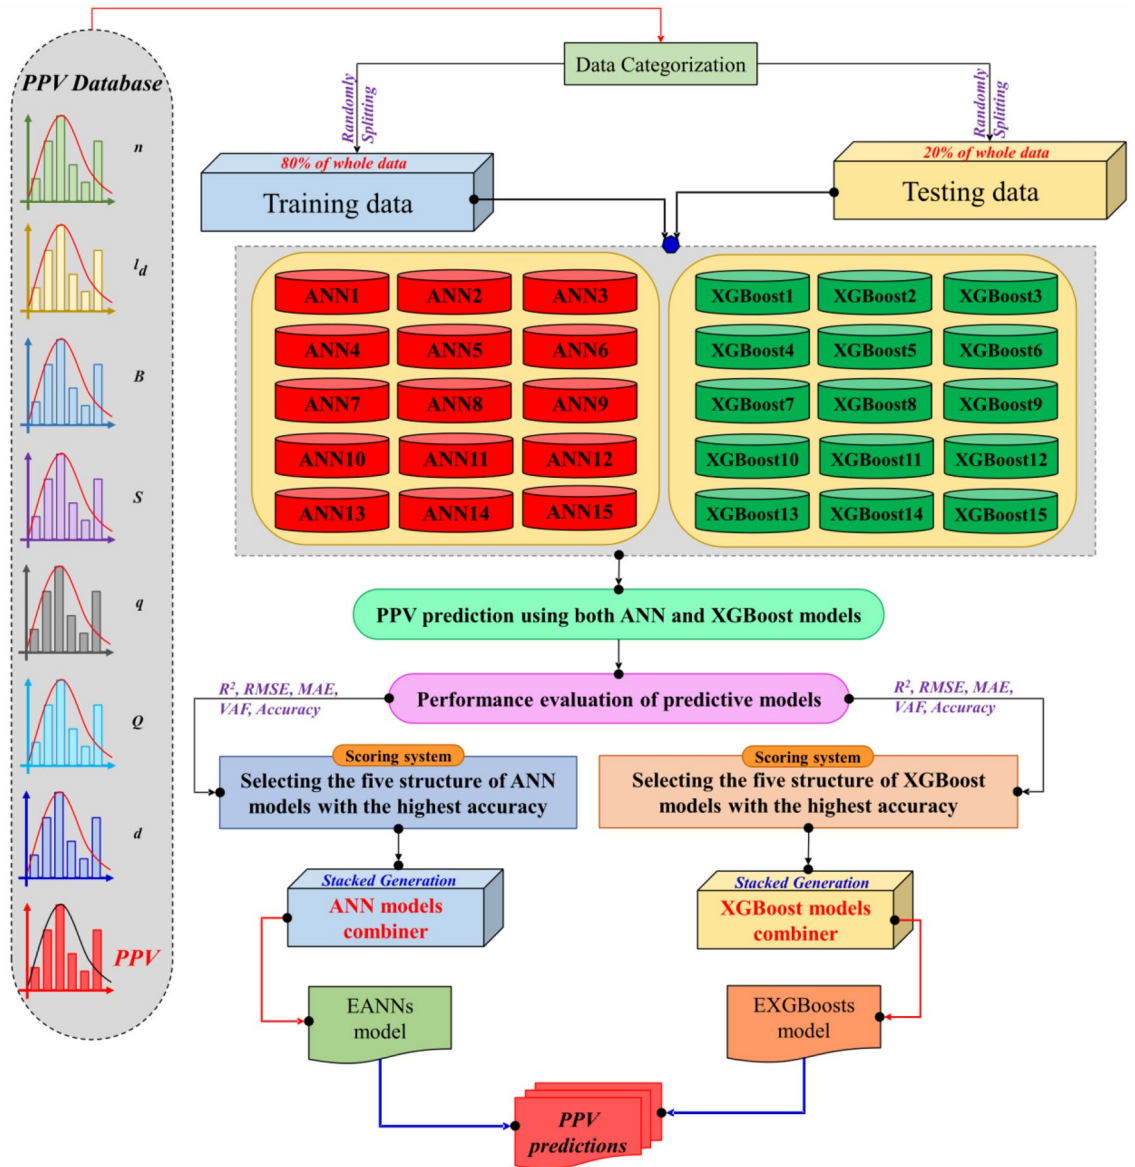 PPV Database
n
l_d
B
S
q
Q
d
PPV
Data Categorization
Randomly
Splitting
Randomly
Splitting
80% of whole data
Training data
20% of whole data
Testing data
ANN1 ANN2 ANN3
ANN4 ANN5 ANN6
ANN7 ANN8 ANN9
ANN10 ANN11 ANN12
ANN13 ANN14 ANN15
XGBoost1 XGBoost2 XGBoost3
XGBoost4 XGBoost5 XGBoost6
XGBoost7 XGBoost8 XGBoost9
XGBoost10 XGBoost11 XGBoost12
XGBoost13 XGBoost14 XGBoost15
PPV prediction using both ANN and XGBoost models
Performance evaluation of predictive models
R², RMSE, MAE,
VAF, Accuracy
R², RMSE, MAE,
VAF, Accuracy
Scoring system
Selecting the five structure of ANN
models with the highest accuracy
Scoring system
Selecting the five structure of XGBoost
models with the highest accuracy
Stacked Generation
ANN models
combiner
Stacked Generation
XGBoost models
combiner
EANNs
model
EXGBoosts
model
PPV
predictions